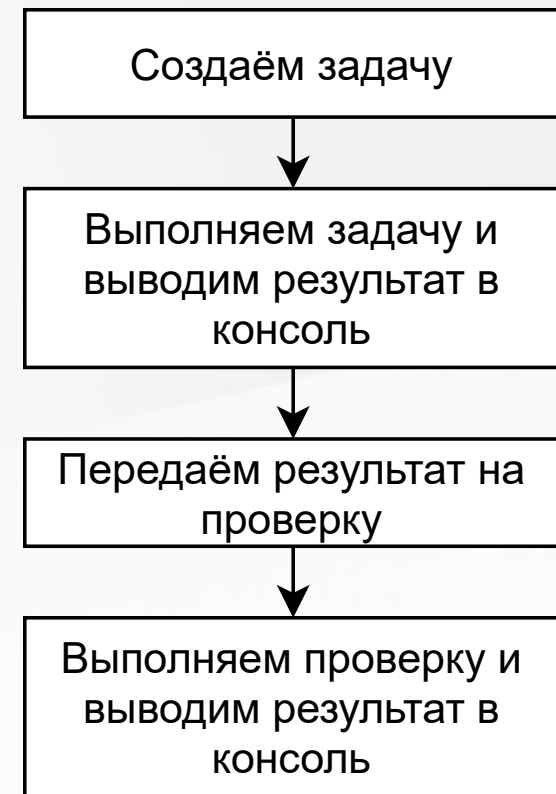 Создаём задачу
Выполняем задачу и
выводим результат в
консоль
Передаём результат на
проверку
Выполняем проверку и
выводим результат в
консоль